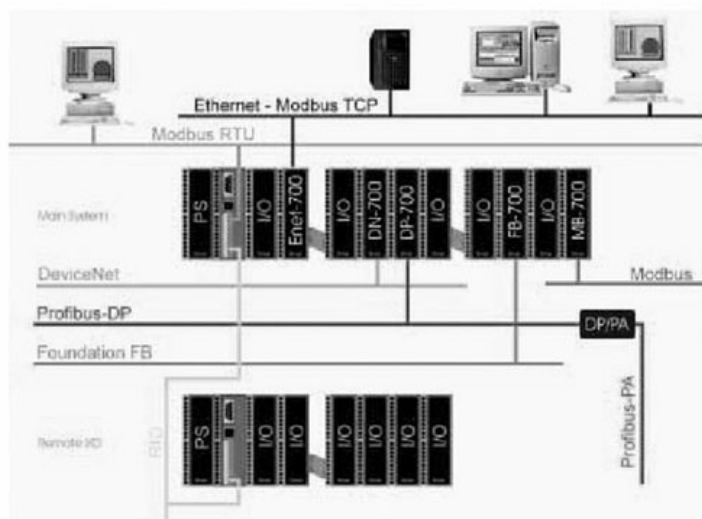 Ethernet - Modbus TCP
Modbus RTU
Main System
PS
I/O
Enet-700
I/O
DN-700
DP-700
I/O
I/O
FB-700
I/O
MB-700
DeviceNet
Modbus
Profibus-DP
DP/PA
Foundation FB
Profibus-PA
Remote I/O
RIO
PS
I/O
I/O
I/O
I/O
I/O
I/O